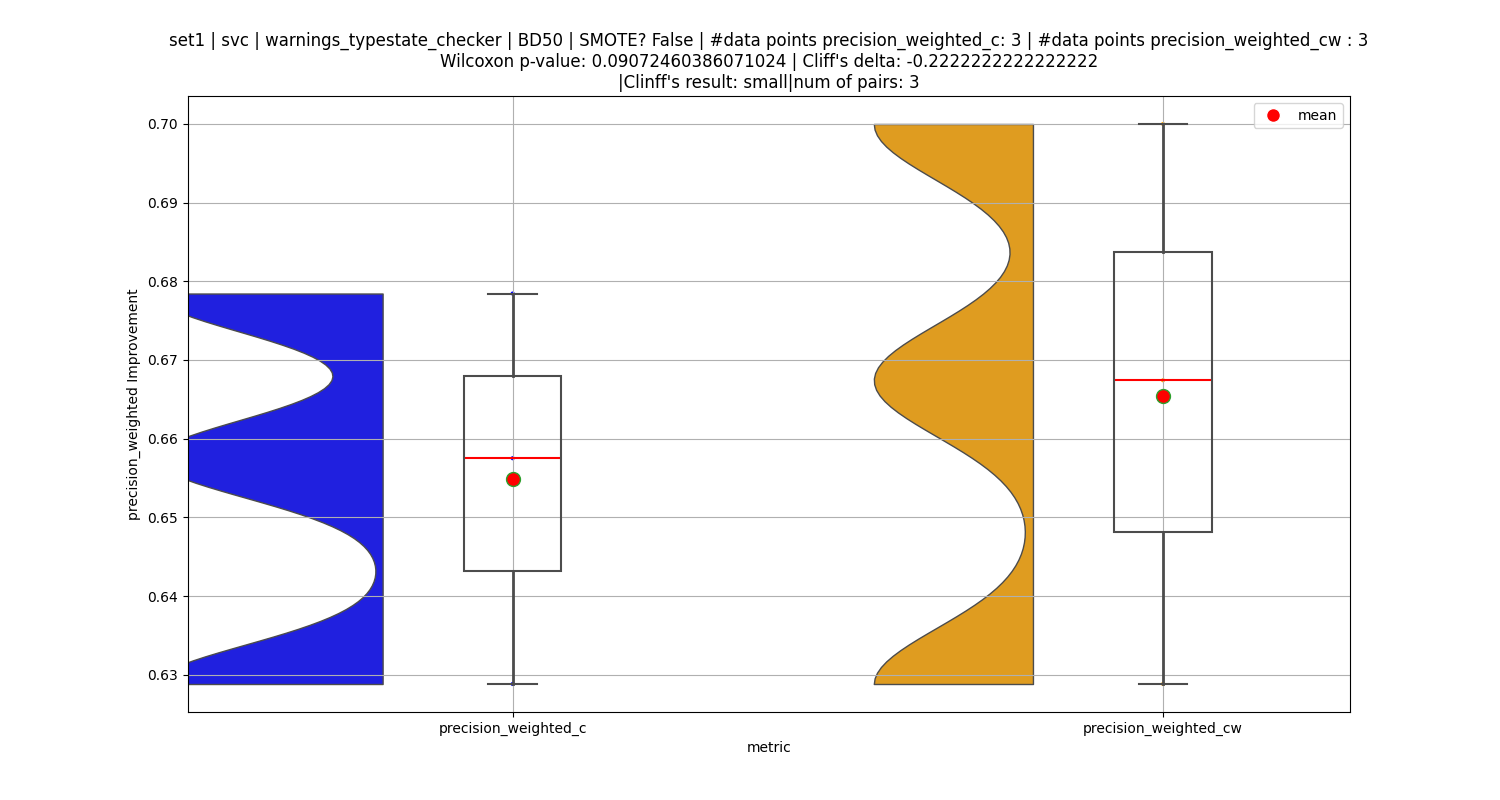 set1 | svc | warnings_typestate_checker | BD50 | SMOTE? False | #data points precision_weighted_c: 3 | #data points precision_weighted_cw : 3
Wilcoxon p-value: 0.09072460386071024 | Cliff's delta: -0.2222222222222222
|Clinff's result: small|num of pairs: 3
mean
0.70
0.69
0.68
0.67
0.66
0.65
0.64
0.63
precision_weighted Improvement
precision_weighted_c
precision_weighted_cw
metric